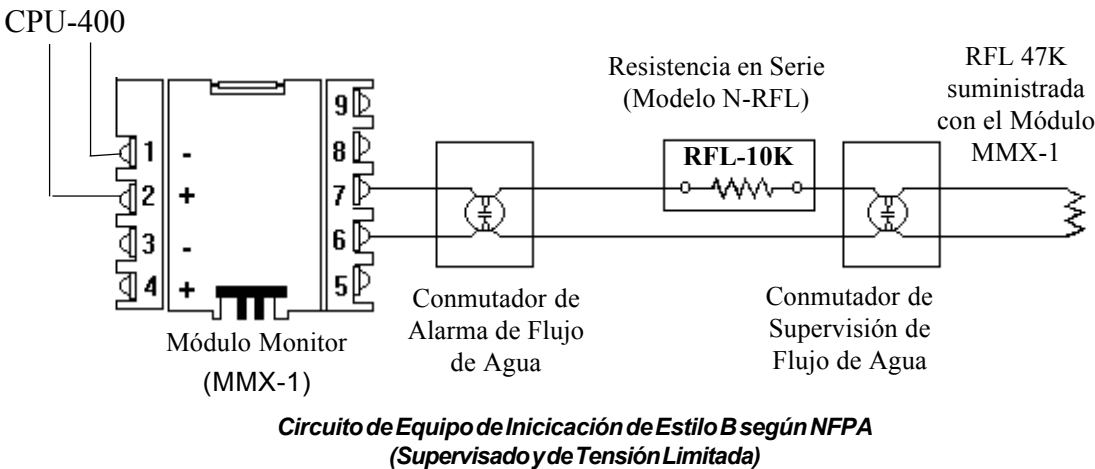 CPU-400
1 -
2 +
3 -
4 +
9
8
7
6
5
Módulo Monitor
(MMX-1)
Conmutador de
Alarma de Flujo
de Agua
Resistencia en Serie
(Modelo N-RFL)
RFL-10K
Conmutador de
Supervisión de
Flujo de Agua
RFL 47K
suministrada
con el Módulo
MMX-1
Circuito de Equipo de Inicicación de Estilo B según NFPA
(Supervisado y de Tensión Limitada)